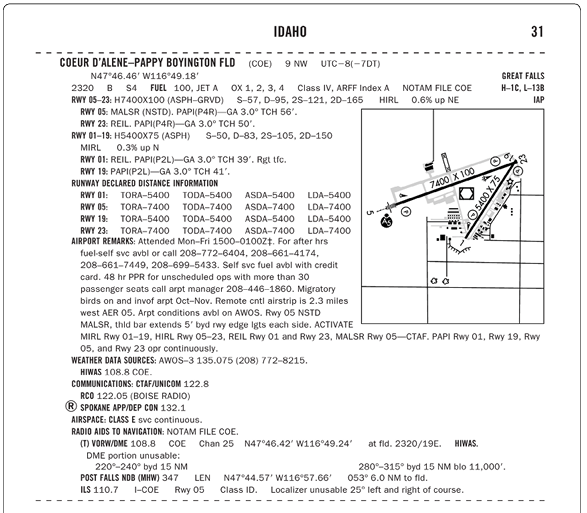 IDAHO 31
COEUR D'ALENE–PAPPY BOYINGTON FLD (COE) 9 NW UTC–8(–7DT)
N47°46.46′ W116°49.18′ GREAT FALLS
2320 B S4 FUEL 100, JET A OX 1, 2, 3, 4 Class IV, ARFF Index A NOTAM FILE COE H–1C, L–13B
RWY 05–23: H7400X100 (ASPH–GRVD) S–57, D–95, 2S–121, 2D–165 HIRL 0.6% up NE IAP
RWY 05: MALSR (NSTD). PAPI(P4R)—GA 3.0° TCH 56′.
RWY 23: REIL. PAPI(P4R)—GA 3.0° TCH 50′.
RWY 01–19: H5400X75 (ASPH) S–50, D–83, 2S–105, 2D–150
MIRL 0.3% up N
RWY 01: REIL. PAPI(P2L)—GA 3.0° TCH 39′. Rgt tfc.
RWY 19: PAPI(P2L)—GA 3.0° TCH 41′.
RUNWAY DECLARED DISTANCE INFORMATION
RWY 01: TORA–5400 TODA–5400 ASDA–5400 LDA–5400
RWY 05: TORA–7400 TODA–7400 ASDA–7400 LDA–7400
RWY 19: TORA–5400 TODA–5400 ASDA–5400 LDA–5400
RWY 23: TORA–7400 TODA–7400 ASDA–7400 LDA–7400
AIRPORT REMARKS: Attended Mon–Fri 1500–0100Z‡. For after hrs
fuel-self svc avbl or call 208–772–6404, 208–661–4174,
208–661–7449, 208–699–5433. Self svc fuel avbl with credit
card. 48 hr PPR for unscheduled ops with more than 30
passenger seats call arpt manager 208–446–1860. Migratory
birds on and invof arpt Oct–Nov. Remote cntl airstrip is 2.3 miles
west AER 05. Arpt conditions avbl on AWOS. Rwy 05 NSTD
MALSR, thld bar extends 5′ byd rwy edge lgts each side. ACTIVATE
MIRL Rwy 01–19, HIRL Rwy 05–23, REIL Rwy 01 and Rwy 23, MALSR Rwy 05—CTAF. PAPI Rwy 01, Rwy 19, Rwy
05, and Rwy 23 opr continuously.
WEATHER DATA SOURCES: AWOS–3 135.075 (208) 772–8215.
HIWAS 108.8 COE.
COMMUNICATIONS: CTAF/UNICOM 122.8
RCO 122.05 (BOISE RADIO)
Ⓡ SPOKANE APP/DEP CON 132.1
AIRSPACE: CLASS E svc continuous.
RADIO AIDS TO NAVIGATION: NOTAM FILE COE.
(T) VORW/DME 108.8 COE Chan 25 N47°46.42′ W116°49.24′ at fld. 2320/19E. HIWAS.
DME portion unusable:
220°–240° byd 15 NM 280°–315° byd 15 NM blo 11,000′.
POST FALLS NDB (MHW) 347 LEN N47°44.57′ W116°57.66′ 053° 6.0 NM to fld.
ILS 110.7 I–COE Rwy 05 Class ID. Localizer unusable 25° left and right of course.
7400 X 100
5400 X 75
5
23